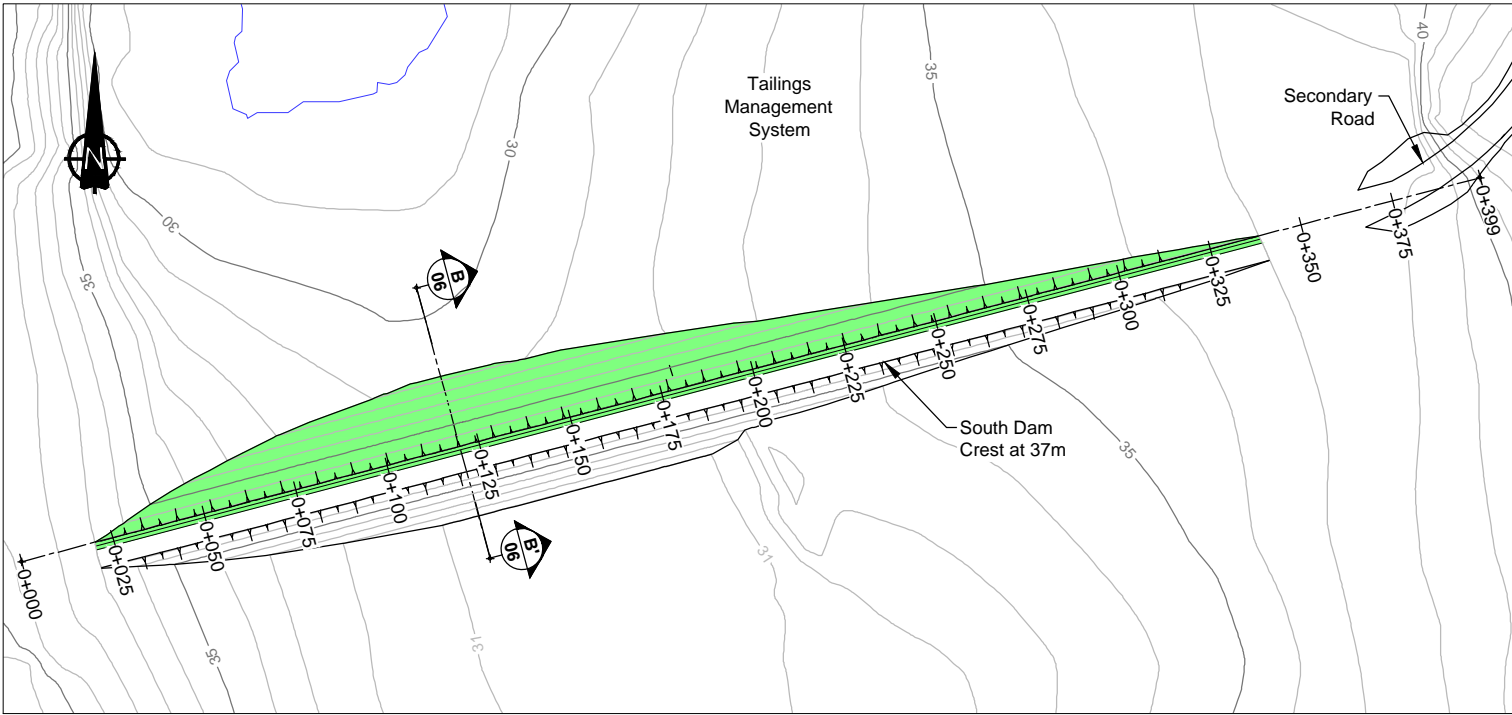 40
35
Tailings
Management
System
Secondary
Road
30
N
30
35
B
06
0+399
0+375
0+350
0+325
0+300
0+275
0+250
0+225
0+200
0+175
0+150
0+125
0+100
0+075
0+050
0+025
0+000
South Dam
Crest at 37m
35
B'
06
31
31
35